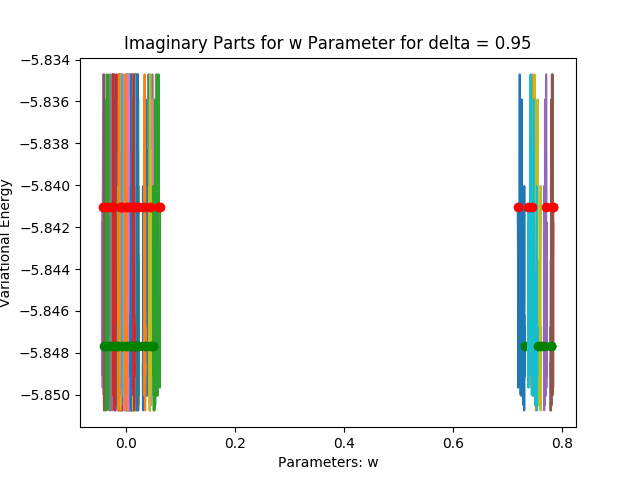 Imaginary Parts for w Parameter for delta = 0.95
Variational Energy
−5.834
−5.836
−5.838
−5.840
−5.842
−5.844
−5.846
−5.848
−5.850
0.0 0.2 0.4 0.6 0.8
Parameters: w